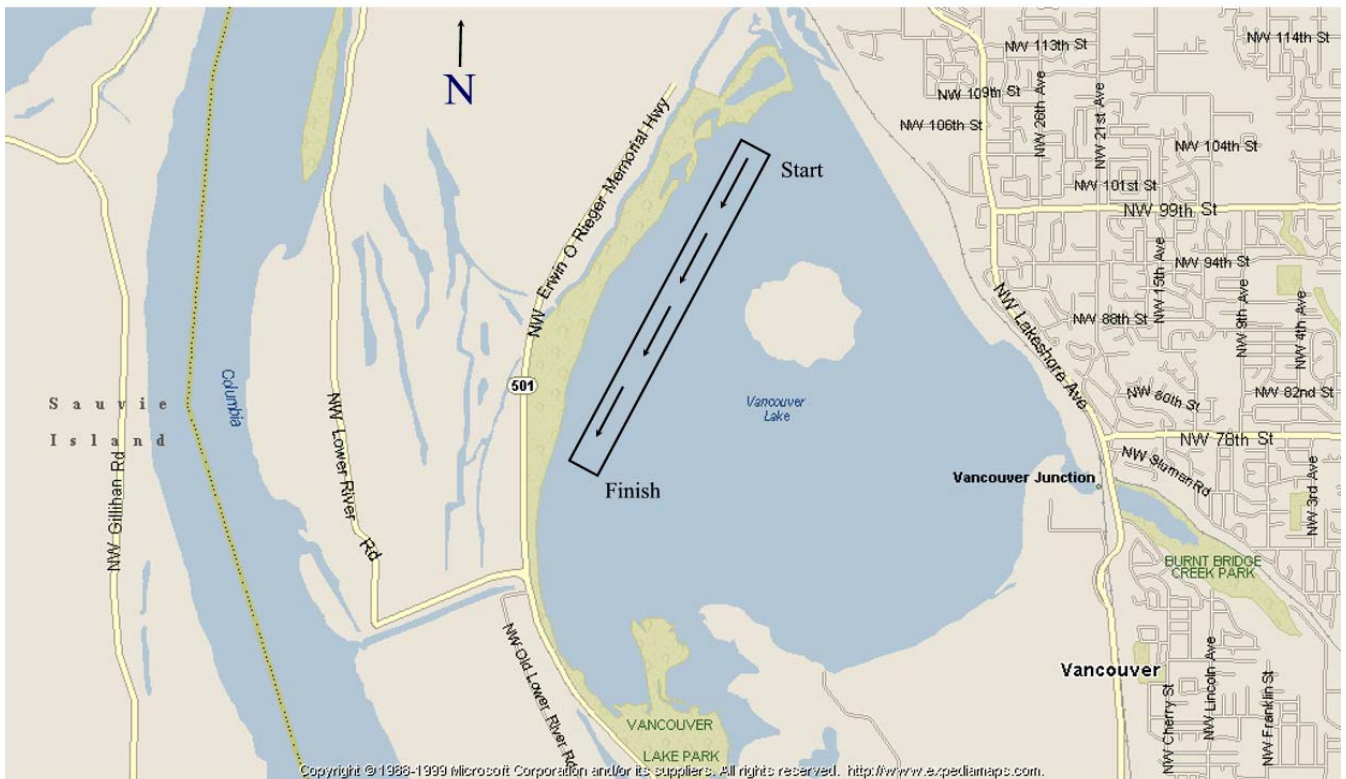 N
NW 113th St
NW 114th St
NW 109th St
NW 26th Ave
NW 21st Ave
NW 106th St
NW 104th St
NW Erwin O Rieger Memorial Hwy
Start
NW 101st St
NW 99th St
NW 15th Ave
NW 94th St
NW 9th Ave
NW 4th Ave
NW Lakeshore Ave
NW 88th St
501
Columbia
Sauvie
Island
NW Gillihan Rd
NW Lower River
Rd
Vancouver
Lake
NW 80th St
NW 82nd St
NW 78th St
NW Sluman Rd
NW 3rd Ave
Vancouver Junction
Finish
BURNT BRIDGE
CREEK PARK
NW Old Lower River Rd
Vancouver
NW Cherry St
NW Lincoln Ave
NW Franklin St
VANCOUVER
LAKE PARK
Copyright © 1988-1999 Microsoft Corporation and/or its suppliers. All rights reserved. http://www.expediamaps.com.